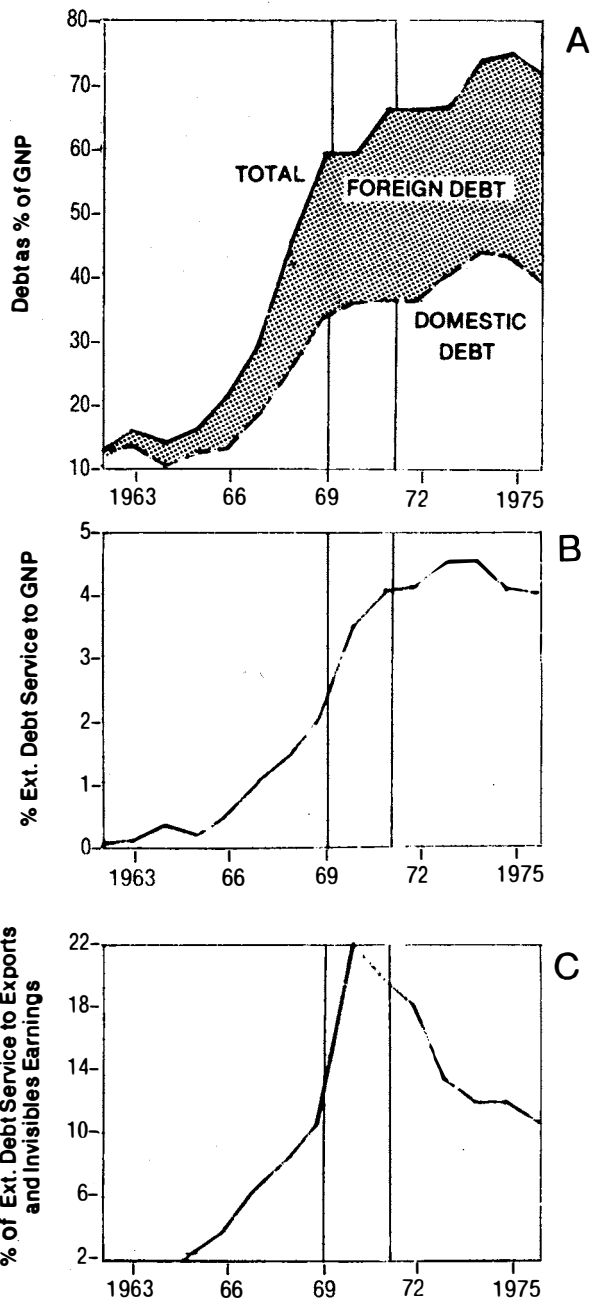 A
Debt as % of GNP
80-
70-
60-
50-
40-
30-
20-
10-
TOTAL
FOREIGN DEBT
DOMESTIC
DEBT
1963 66 69 72 1975
B
% Ext. Debt Service to GNP
5-
4-
3-
2-
1-
0-
1963 66 69 72 1975
C
% of Ext. Debt Service to Exports
and Invisibles Earnings
22-
18-
14-
10-
6-
2-
1963 66 69 72 1975